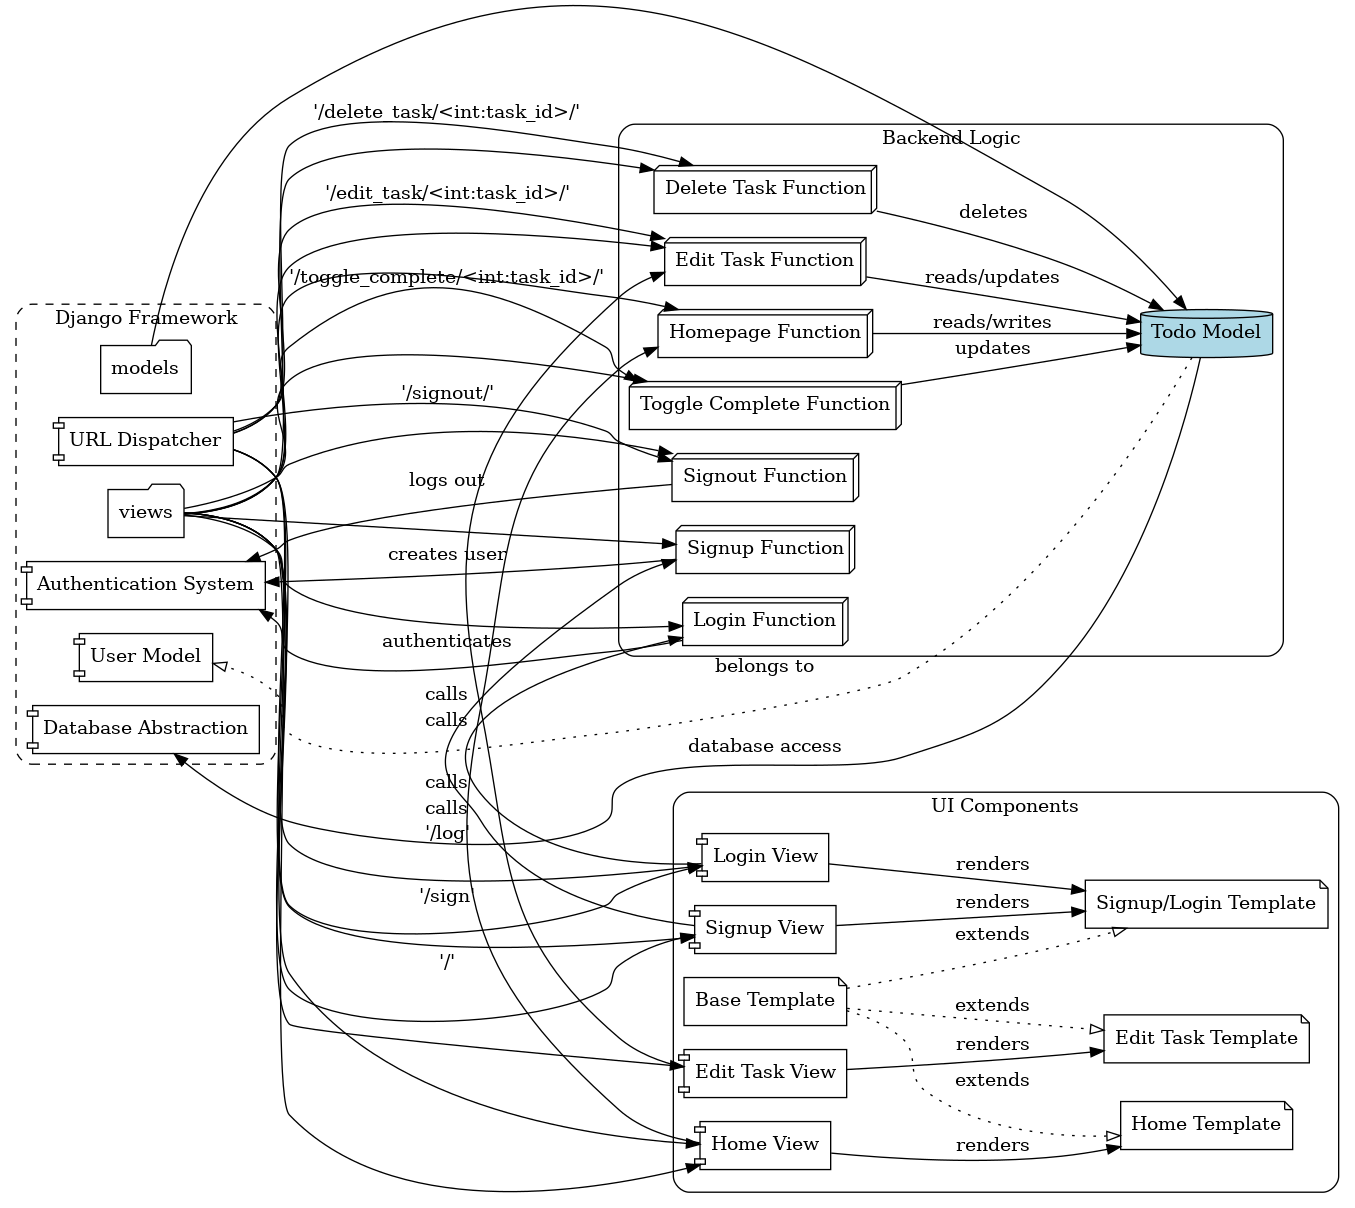 '/delete_task/<int:task_id>/'
Backend Logic
Delete Task Function
'/edit_task/<int:task_id>/'
deletes
Edit Task Function
'/toggle_complete/<int:task_id>/'
reads/updates
Django Framework
Homepage Function
reads/writes
Todo Model
updates
models
'/signout/'
Toggle Complete Function
URL Dispatcher
logs out
Signout Function
views
creates user
Signup Function
Authentication System
Login Function
authenticates
User Model
belongs to
calls
calls
Database Abstraction
database access
calls
calls
'/log'
UI Components
Login View
renders
'/sign'
renders
Signup/Login Template
Signup View
extends
'/'
Base Template
extends
Edit Task Template
renders
Edit Task View
extends
Home Template
Home View
renders